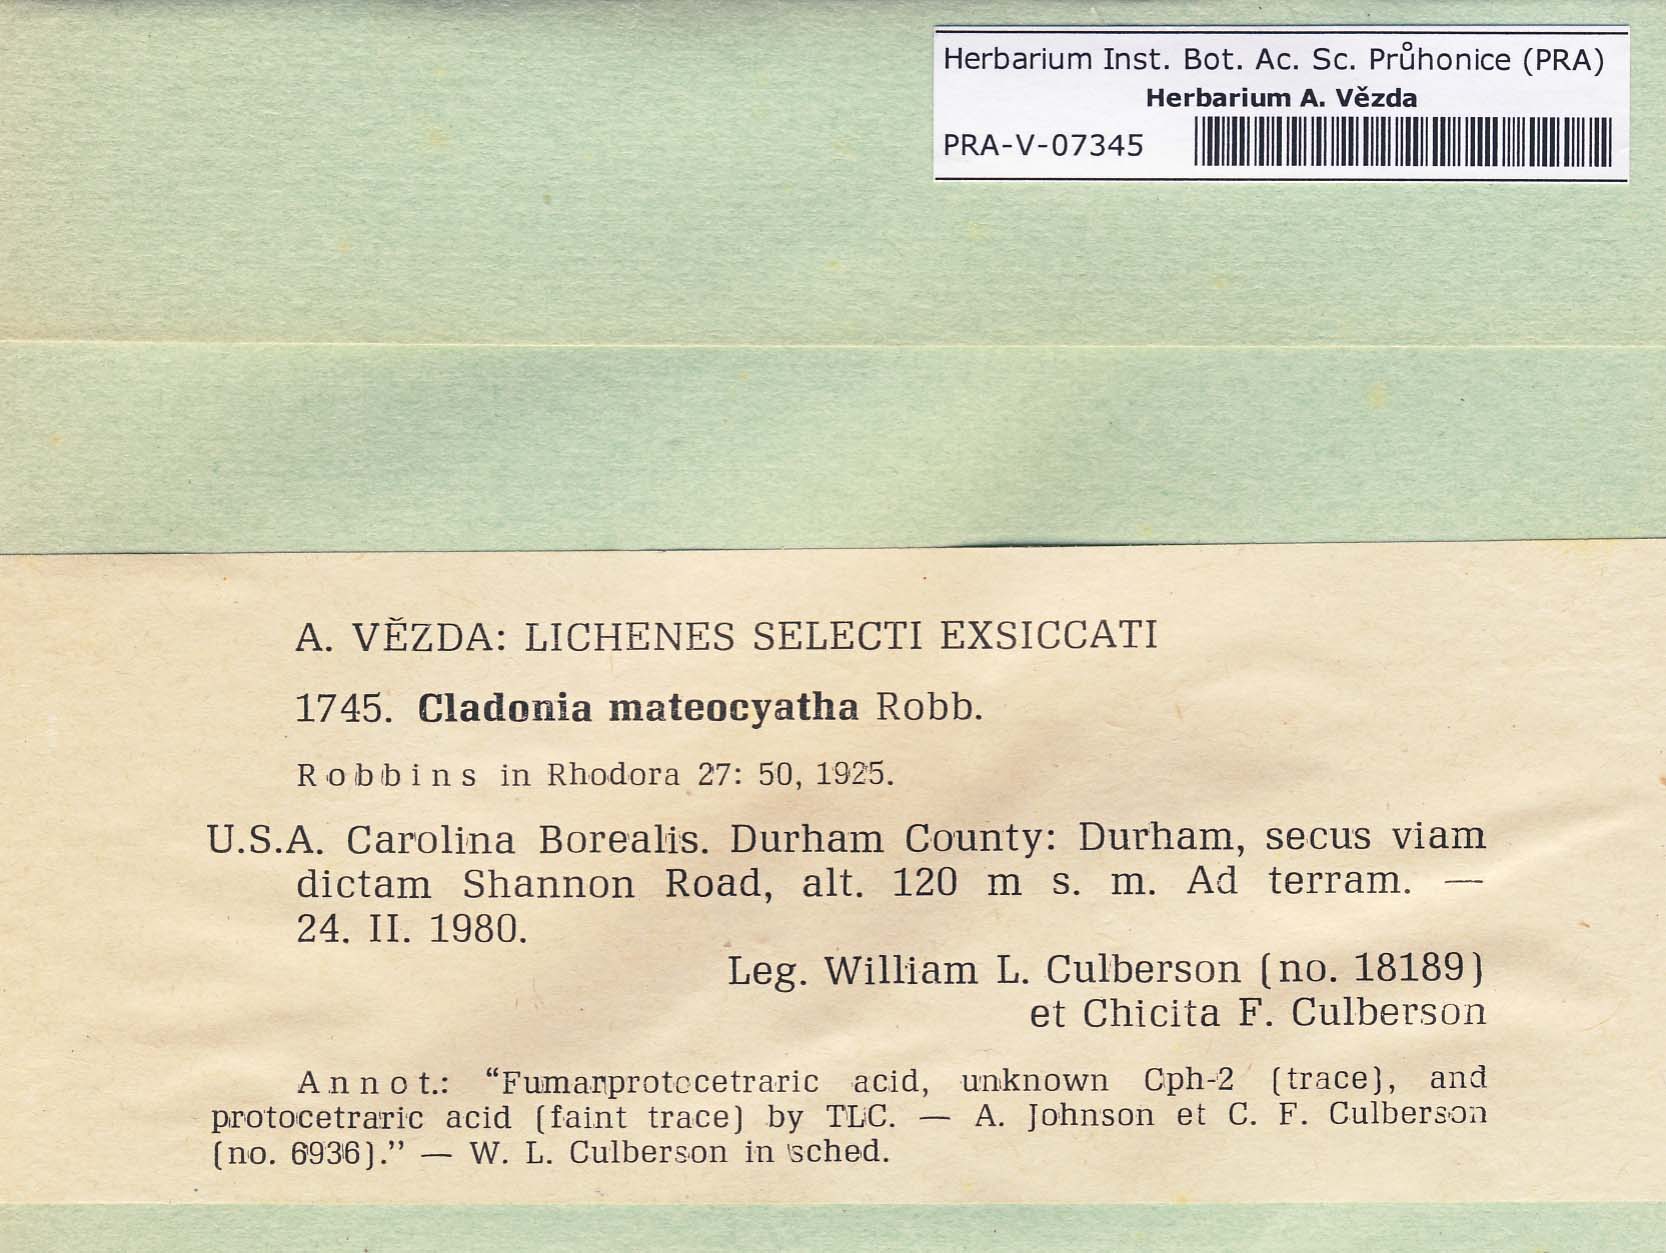 Herbarium Inst. Bot. Ac. Sc. Průhonice (PRA)
Herbarium A. Vězda
PRA-V-07345
A. VĚZDA: LICHENES SELECTI EXSICCATI
1745. Cladonia mateocyatha Robb.
Robbins in Rhodora 27: 50, 1925.
U.S.A. Carolina Borealis. Durham County: Durham, secus viam
dictam Shannon Road, alt. 120 m s. m. Ad terram. —
24. II. 1980.
Leg. William L. Culberson (no. 18189)
et Chicita F. Culberson
Annot.: “Fumarprotocetraric acid, unknown Cph-2 (trace), and
protocetraric acid (faint trace) by TLC. — A. Johnson et C. F. Culberson
(no. 6936).” — W. L. Culberson in sched.